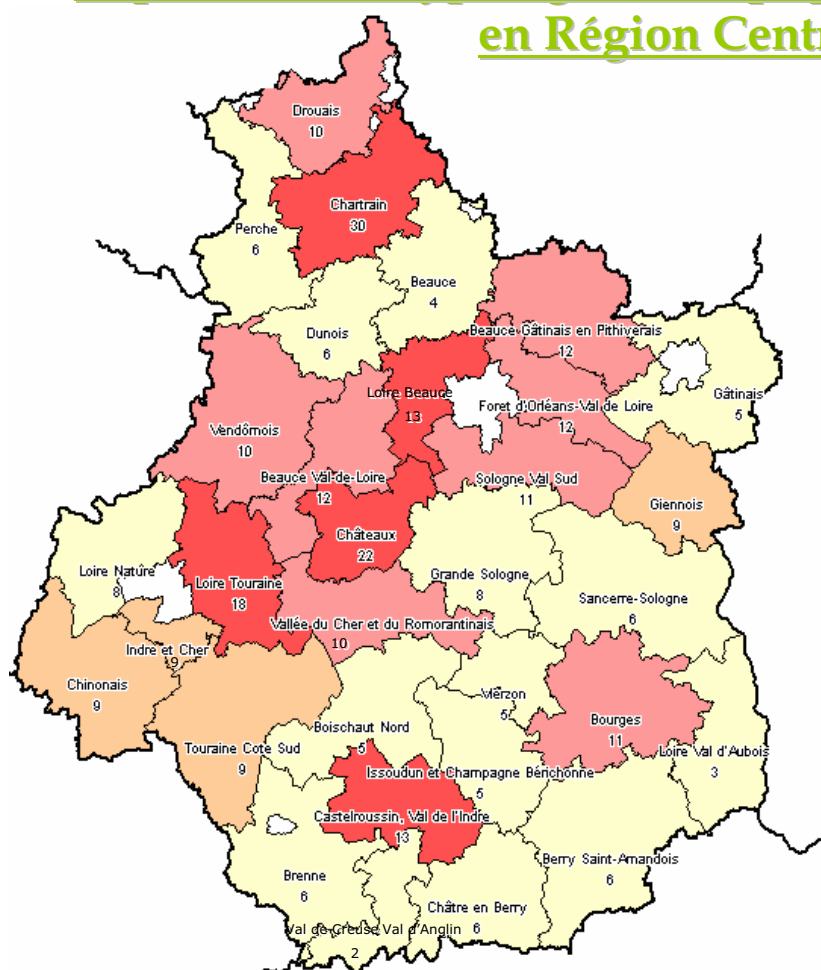 en Région Centr
Drouais
10
Chartrain
30
Perche
6
Beauce
4
Dunois
6
Beauce Gâtinais en Pithiverais
12
Loire Beauce
13
Gâtinais
5
Foret d'Orléans-Val de Loire
12
Vendômois
10
Beauce Val-de-Loire
12
Sologne Val Sud
11
Giennois
9
Châteaux
22
Loire Nature
8
Loire Touraine
18
Grande Sologne
8
Sancerre-Sologne
6
Vallée du Cher et du Romorantinais
10
Indre et Cher
9
Chinonais
9
Vierzon
5
Bourges
11
Boischaut Nord
5
Touraine Coté Sud
9
Loire Val d'Aubois
3
Issoudun et Champagne Berichonne
5
Castelroussin, Val de l'Indre
13
Berry Saint-Amandois
6
Brenne
6
Châtre en Berry
6
Val de Creuse Val d'Anglin
2